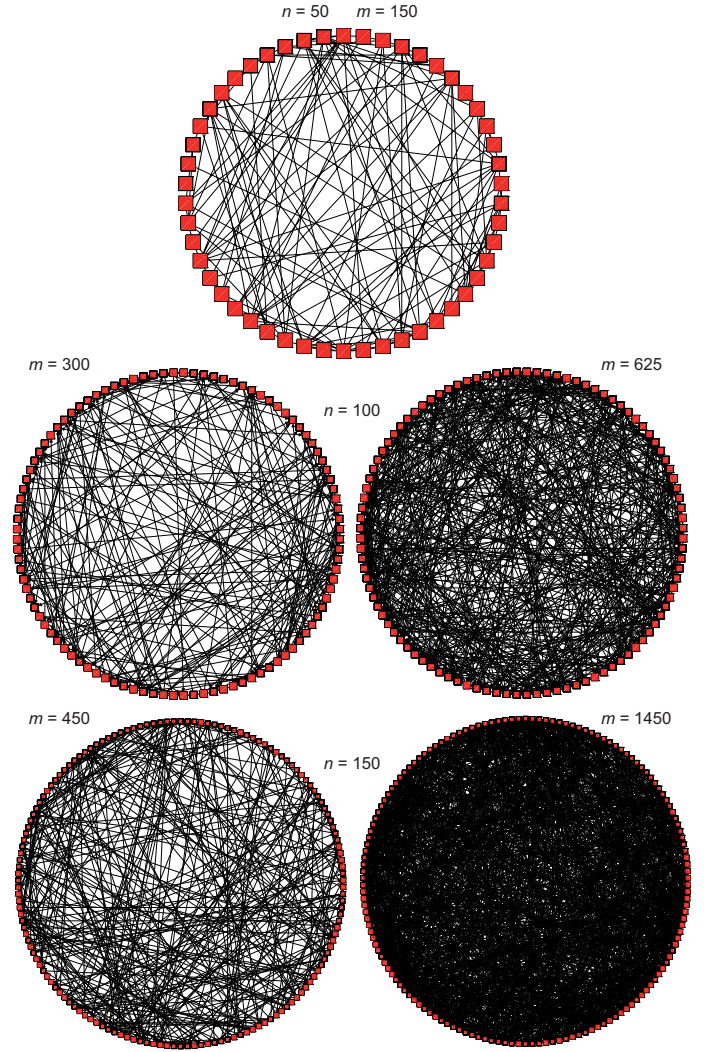 n = 50 m = 150
m = 300
m = 625
n = 100
m = 450
m = 1450
n = 150